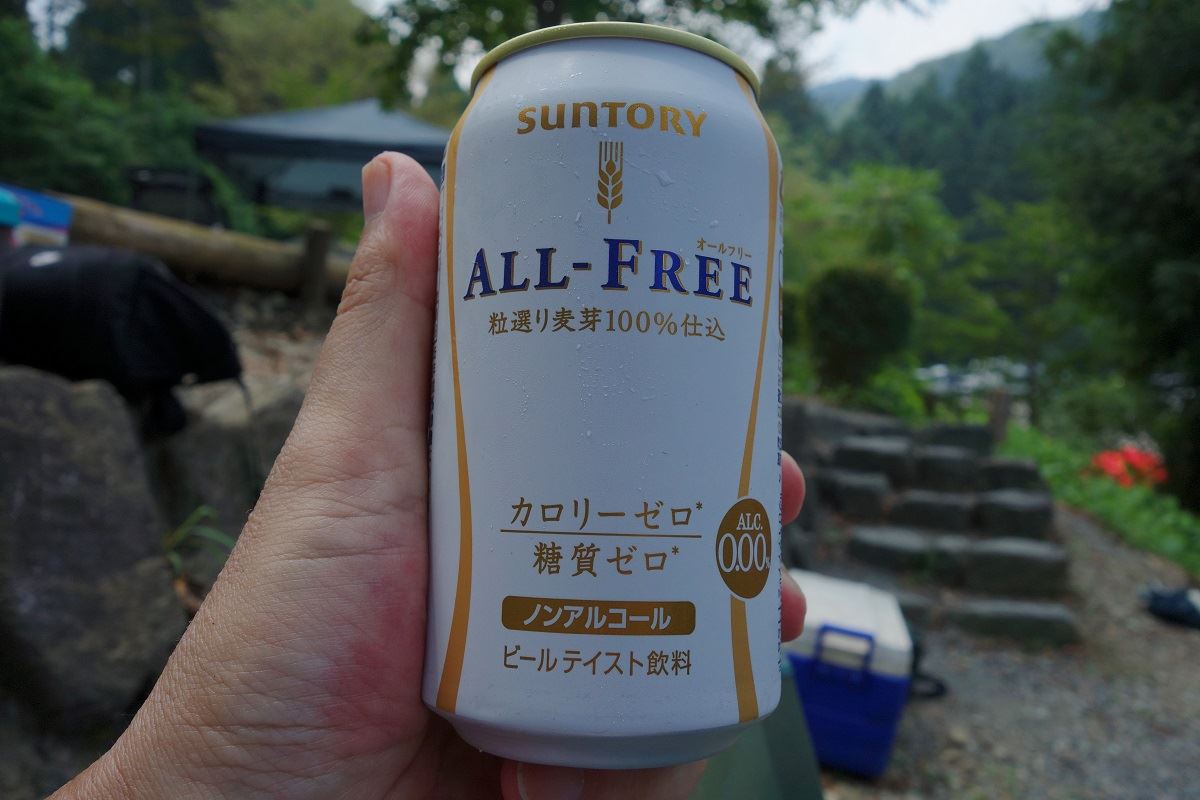 SUNTORY
オールフリー
ALL-FREE
粒選り麦芽100%仕込
カロリーゼロ*
糖質ゼロ*
ALC.
0.00%
ノンアルコール
ビールテイスト飲料